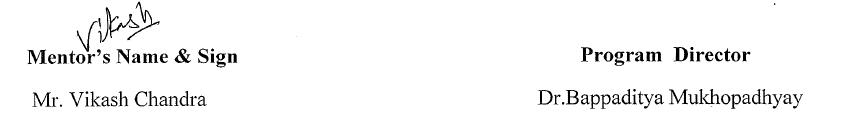 Vikash
Mentor's Name & Sign
Program Director
Mr. Vikash Chandra
Dr.Bappaditya Mukhopadhyay